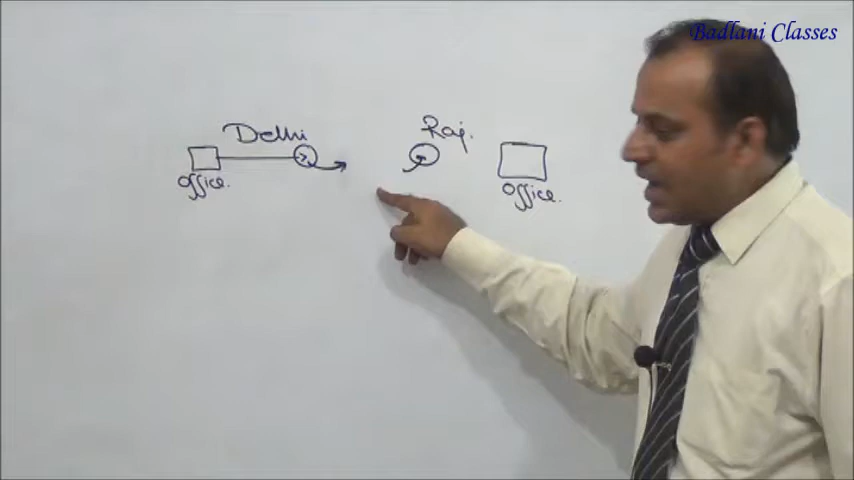 Badlani Classes
Delhi
Raj.
Office.
Office.